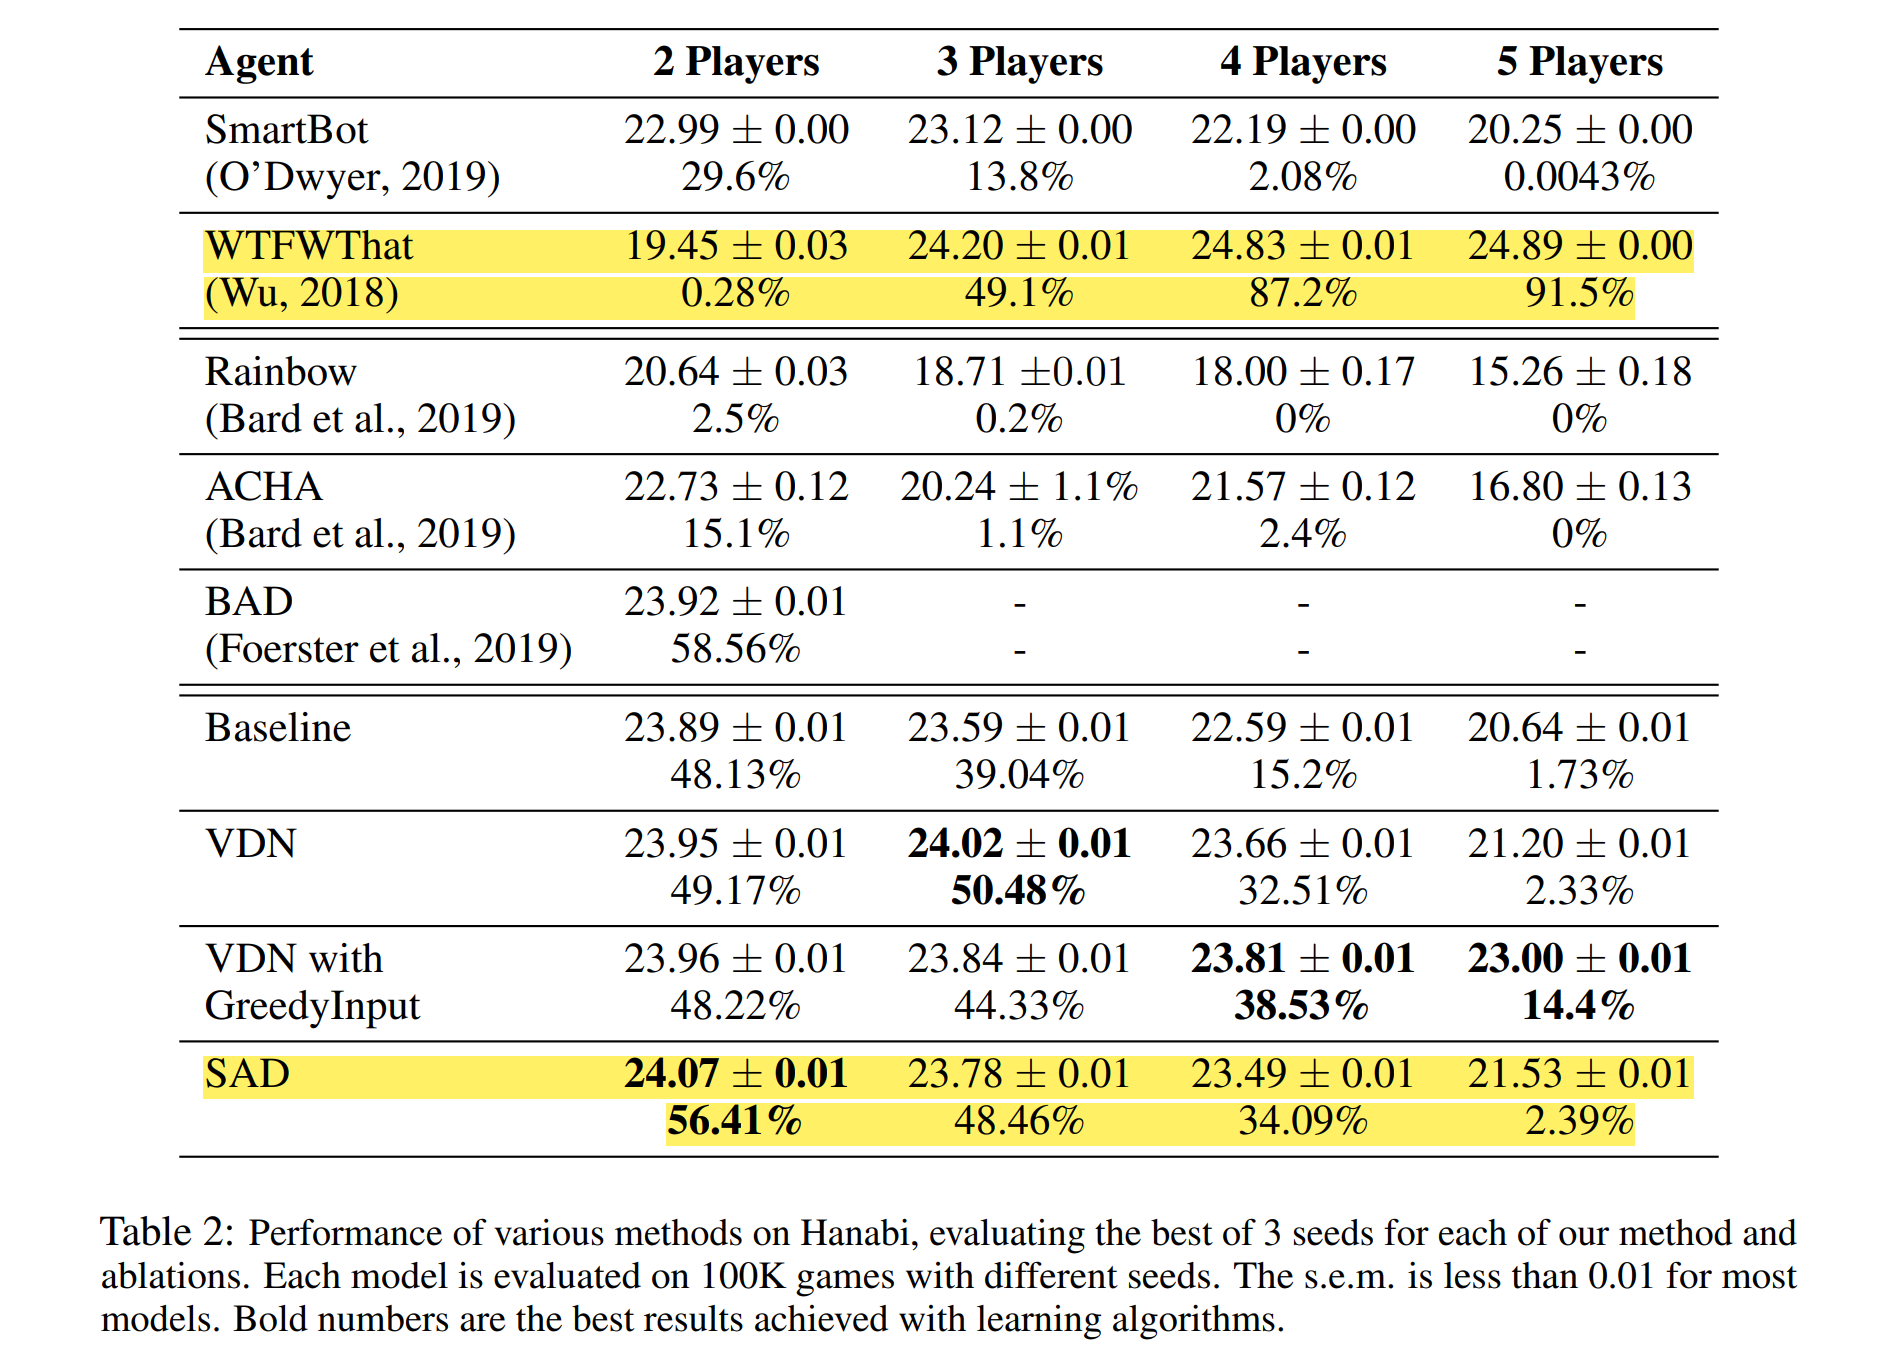 Agent 2 Players 3 Players 4 Players 5 Players
SmartBot 22.99 ± 0.00 23.12 ± 0.00 22.19 ± 0.00 20.25 ± 0.00
(O'Dwyer, 2019) 29.6% 13.8% 2.08% 0.0043%
WTFWThat 19.45 ± 0.03 24.20 ± 0.01 24.83 ± 0.01 24.89 ± 0.00
(Wu, 2018) 0.28% 49.1% 87.2% 91.5%
Rainbow 20.64 ± 0.03 18.71 ±0.01 18.00 ± 0.17 15.26 ± 0.18
(Bard et al., 2019) 2.5% 0.2% 0% 0%
ACHA 22.73 ± 0.12 20.24 ± 1.1% 21.57 ± 0.12 16.80 ± 0.13
(Bard et al., 2019) 15.1% 1.1% 2.4% 0%
BAD 23.92 ± 0.01 - - -
(Foerster et al., 2019) 58.56% - - -
Baseline 23.89 ± 0.01 23.59 ± 0.01 22.59 ± 0.01 20.64 ± 0.01
48.13% 39.04% 15.2% 1.73%
VDN 23.95 ± 0.01 24.02 ± 0.01 23.66 ± 0.01 21.20 ± 0.01
49.17% 50.48% 32.51% 2.33%
VDN with 23.96 ± 0.01 23.84 ± 0.01 23.81 ± 0.01 23.00 ± 0.01
GreedyInput 48.22% 44.33% 38.53% 14.4%
SAD 24.07 ± 0.01 23.78 ± 0.01 23.49 ± 0.01 21.53 ± 0.01
56.41% 48.46% 34.09% 2.39%
Table 2: Performance of various methods on Hanabi, evaluating the best of 3 seeds for each of our method and
ablations. Each model is evaluated on 100K games with different seeds. The s.e.m. is less than 0.01 for most
models. Bold numbers are the best results achieved with learning algorithms.